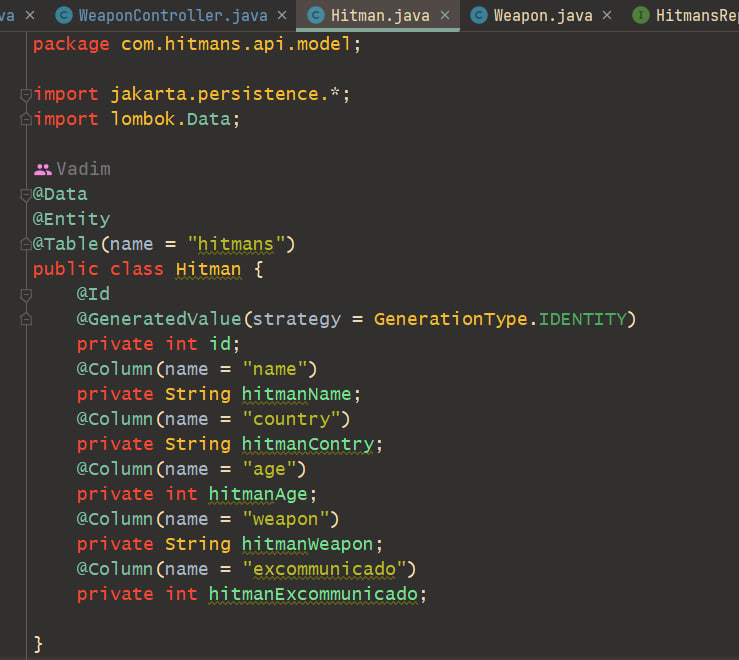 va × WeaponController.java × Hitman.java × Weapon.java × HitmansRep
package com.hitmans.api.model;
import jakarta.persistence.*;
import lombok.Data;
Vadim
@Data
@Entity
@Table(name = "hitmans")
public class Hitman {
@Id
@GeneratedValue(strategy = GenerationType.IDENTITY)
private int id;
@Column(name = "name")
private String hitmanName;
@Column(name = "country")
private String hitmanContry;
@Column(name = "age")
private int hitmanAge;
@Column(name = "weapon")
private String hitmanWeapon;
@Column(name = "excommunicado")
private int hitmanExcommunicado;
}